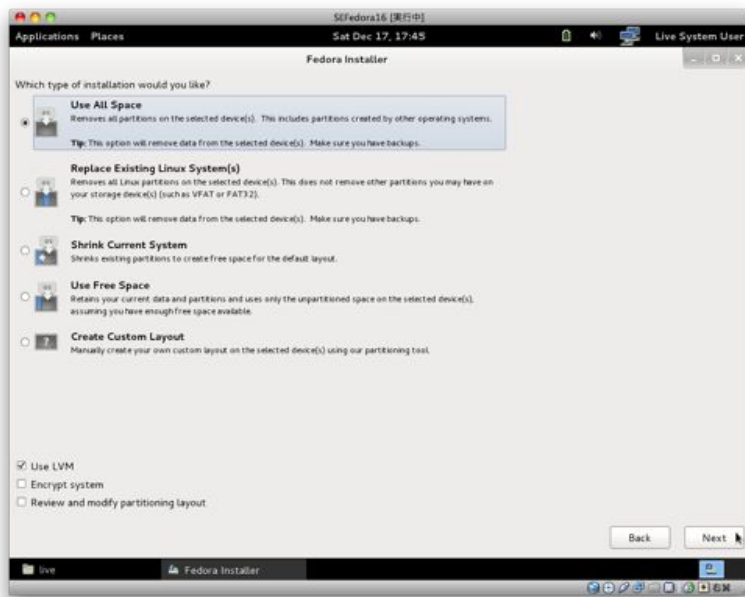 SEFedora16 [実行中]
Applications Places Sat Dec 17, 17:45 Live System User
Fedora Installer
Which type of installation would you like?
Use All Space
Removes all partitions on the selected device(s). This includes partitions created by other operating systems.
Tip: This option will remove data from the selected device(s). Make sure you have backups.
Replace Existing Linux System(s)
Removes all Linux partitions on the selected device(s). This does not remove other partitions you may have on
your storage device(s) (such as VFAT or FAT32).
Tip: This option will remove data from the selected device(s). Make sure you have backups.
Shrink Current System
Shrinks existing partitions to create free space for the default layout.
Use Free Space
Retains your current data and partitions and uses only the unpartitioned space on the selected device(s),
assuming you have enough free space available.
Create Custom Layout
Manually create your own custom layout on the selected device(s) using our partitioning tool.
Use LVM
Encrypt system
Review and modify partitioning layout
Back Next
live Fedora Installer
右⌘